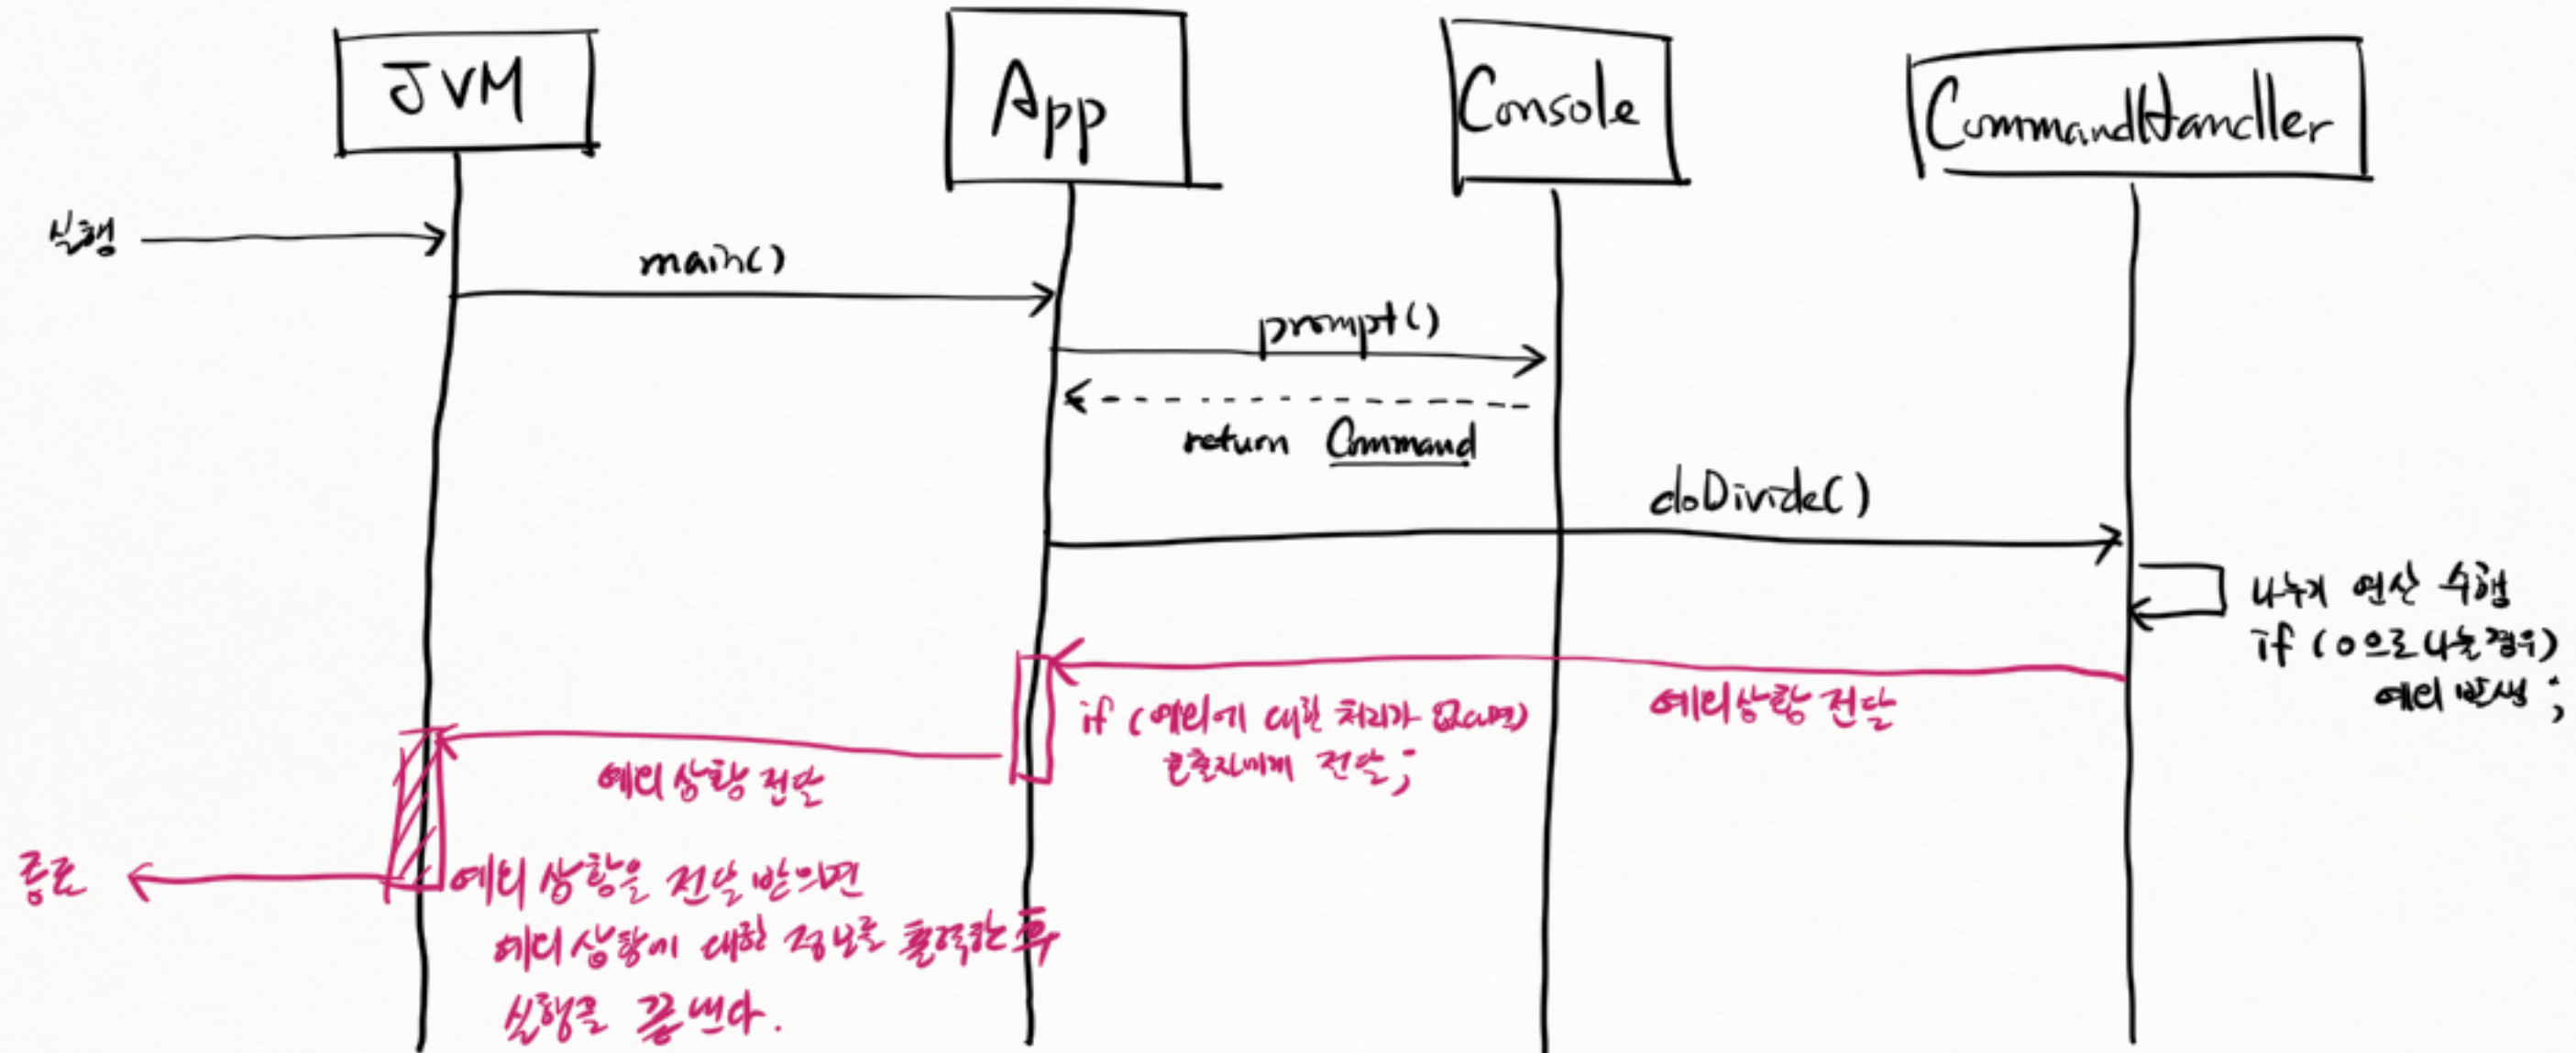 JVM
App
Console
CommandHandler
실행
main()
prompt()
return Command
doDivide()
나누기 연산 수행
if (0으로 나눌 경우)
예외 발생;
예외상황 전달
if (예외에 대한 처리가 없으면)
호출자에게 전달;
예외 상황 전달
종료
예외 상황을 전달 받으면
예외 상황에 대한 정보를 출력한 후
실행을 끝낸다.